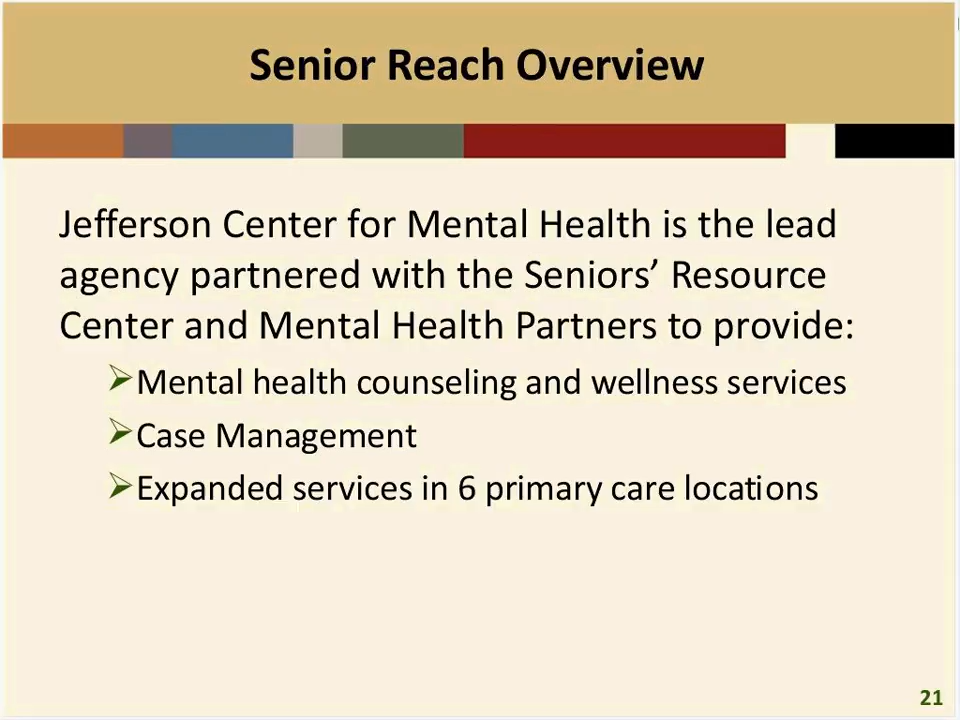 Senior Reach Overview
Jefferson Center for Mental Health is the lead
agency partnered with the Seniors’ Resource
Center and Mental Health Partners to provide:
Mental health counseling and wellness services
Case Management
Expanded services in 6 primary care locations
21